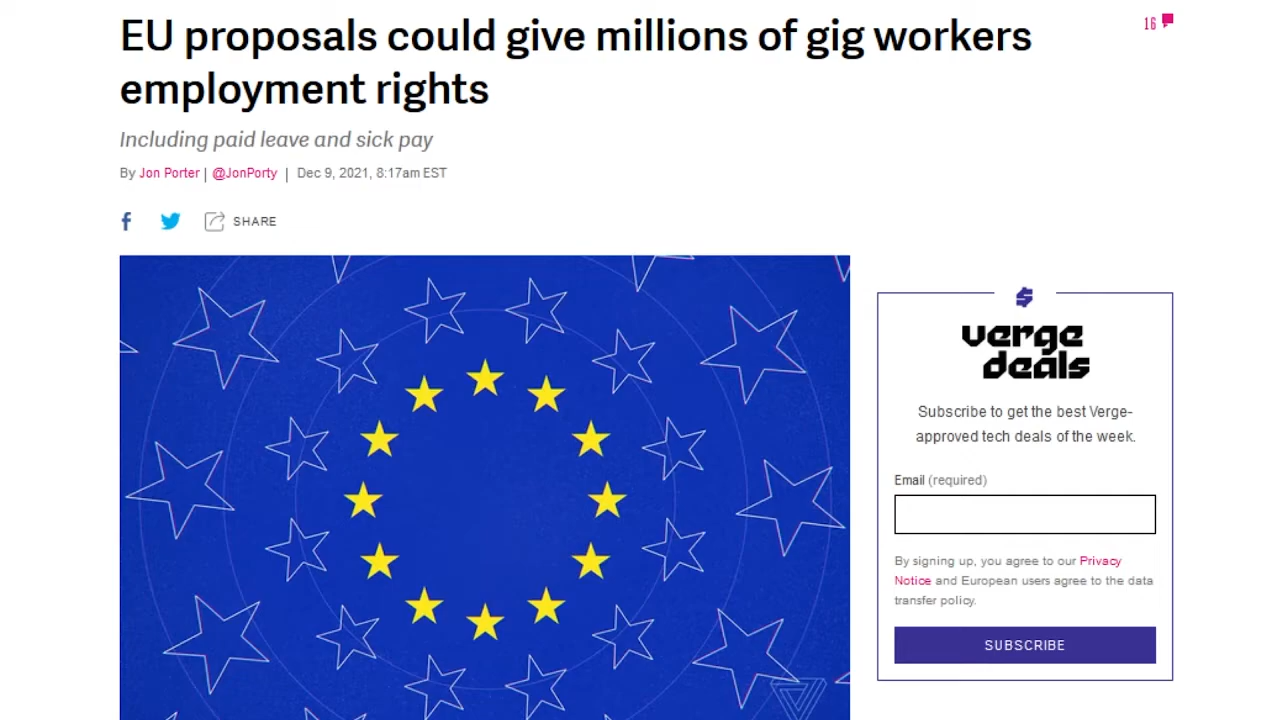 EU proposals could give millions of gig workers
employment rights
16
Including paid leave and sick pay
By Jon Porter | @JonPorty | Dec 9, 2021, 8:17am EST
SHARE
verge
deals
Subscribe to get the best Verge-
approved tech deals of the week.
Email (required)
By signing up, you agree to our Privacy
Notice and European users agree to the data
transfer policy.
SUBSCRIBE